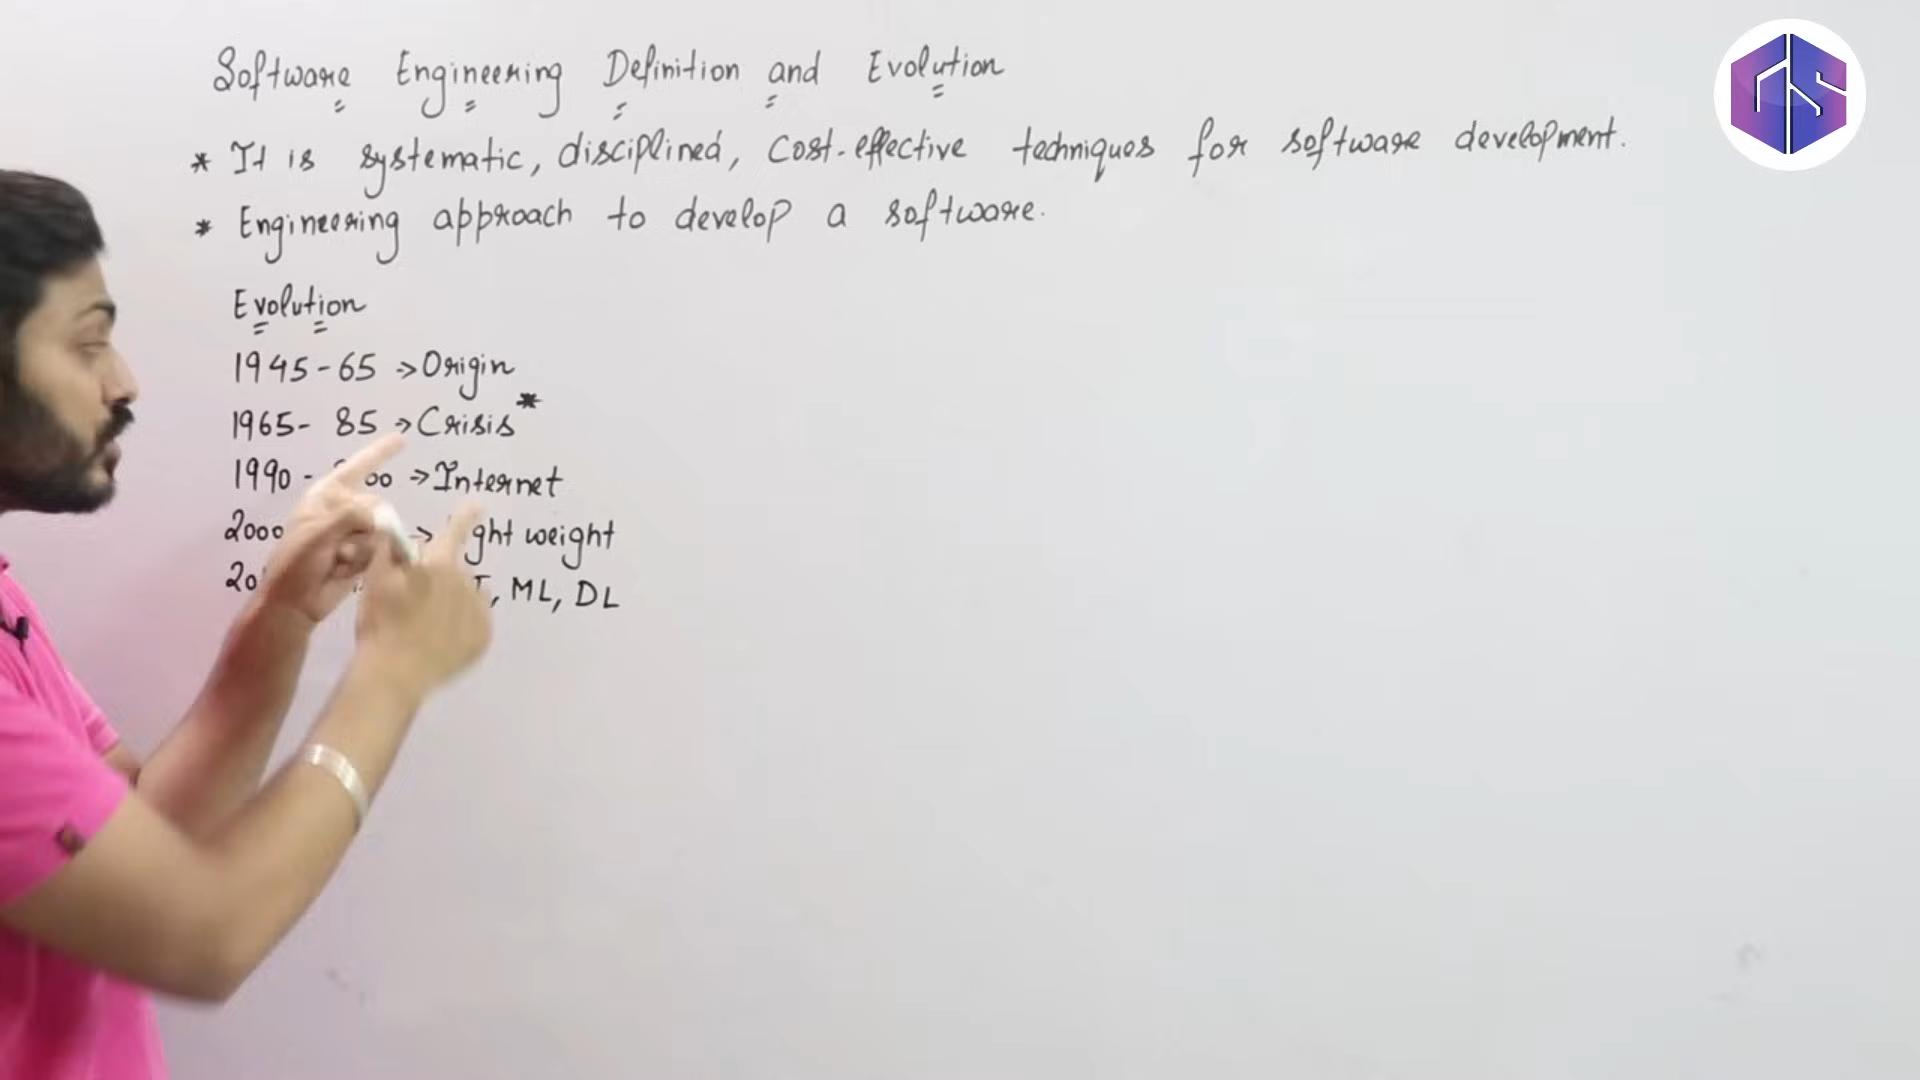 Software Engineering Definition and Evolution
* It is systematic, disciplined, cost-effective techniques for software development.
* Engineering approach to develop a software.
Evolution
1945-65 → Origin
1965- 85 → Crisis *
1990 - → Internet
2000 → weight
, ML, DL